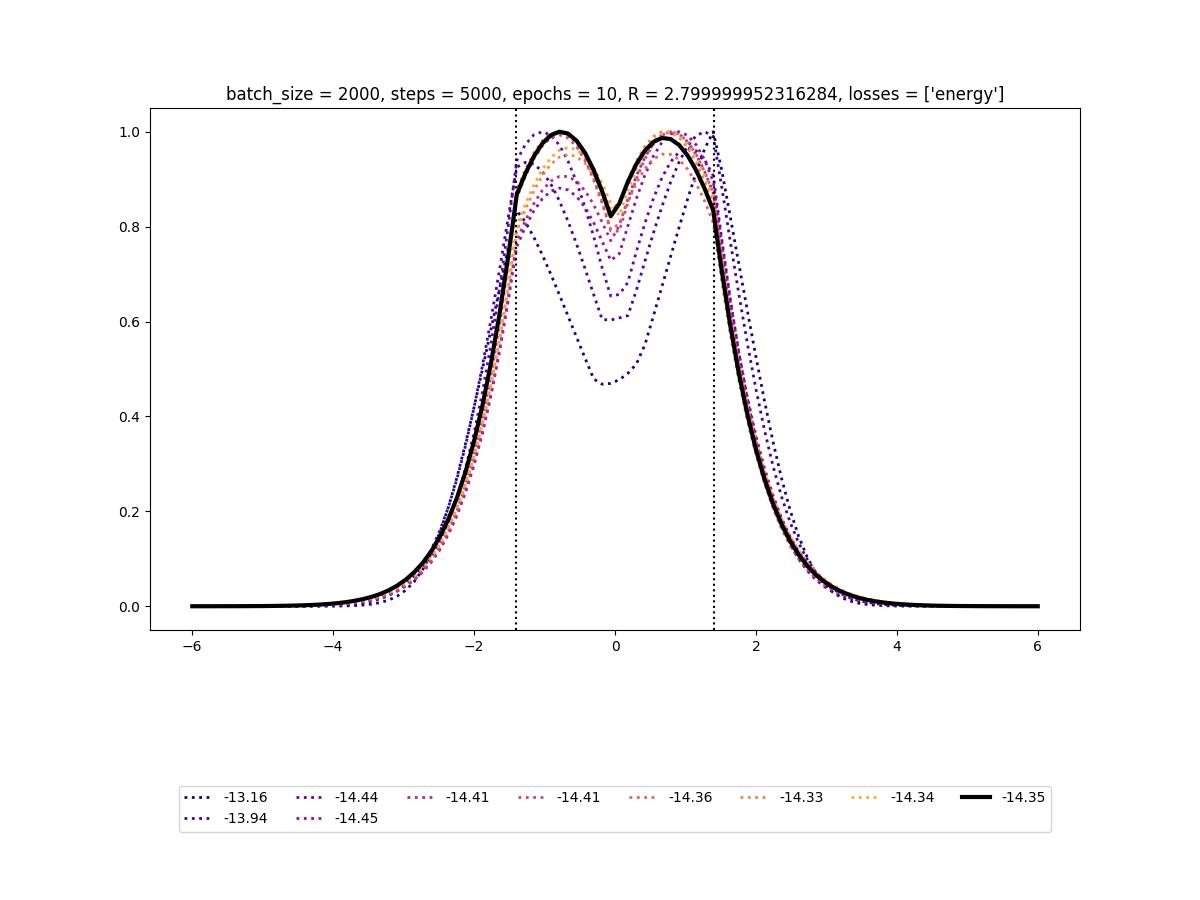 batch_size = 2000, steps = 5000, epochs = 10, R = 2.799999952316284, losses = ['energy']
1.0
0.8
0.6
0.4
0.2
0.0
−6 −4 −2 0 2 4 6
-13.16 -14.44 -14.41 -14.41 -14.36 -14.33 -14.34 -14.35
-13.94 -14.45